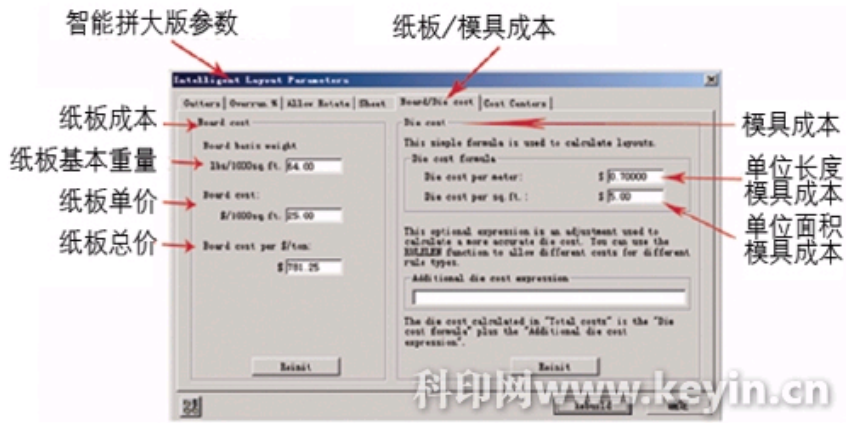 智能拼大版参数
纸板/模具成本
Intelligent Layout Parameters
Gutters
Overrun %
Allow Rotate
Sheet
Board/Die cost
Cost Centers
纸板成本
Board cost
Board basis weight
纸板基本重量
lbs/1000sq.ft.
64.00
纸板单价
Board cost:
$/1000sq ft.
25.00
纸板总价
Board cost per $/ton:
$
781.25
Reinit
Die cost
模具成本
This simple formula is used to calculate layouts.
Die cost formula
Die cost per meter:
$
0.70000
单位长度
模具成本
Die cost per sq.ft.:
$
5.00
单位面积
模具成本
This optional expression in an adjustment used to
calculate a more accurate die cost. You can use the
RULELEN function to allow different costs for different
rule types.
Additional die cost expression
The die cost calculated in "Total costs" is the "Die
cost formula" plus the "Additional die cost
expression".
Reinit
科印网www.keyin.cn
Rebuild